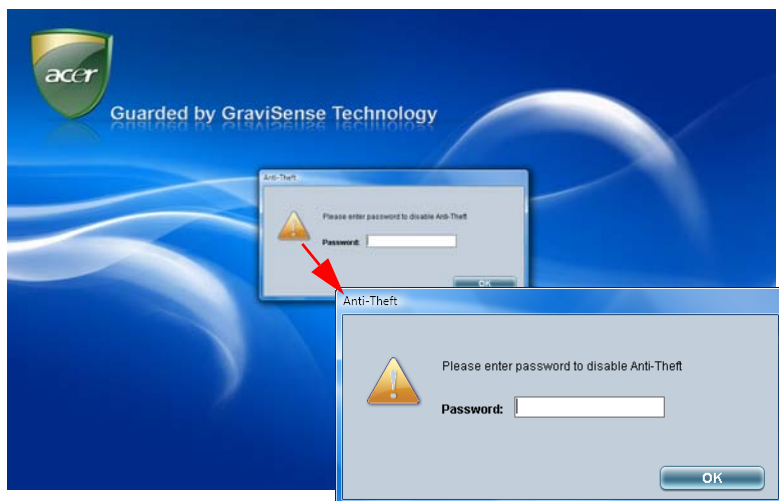 acer
Guarded by GraviSense Technology
Anti-Theft
Please enter password to disable Anti-Theft
Password:
OK
Anti-Theft
Please enter password to disable Anti-Theft
Password:
OK